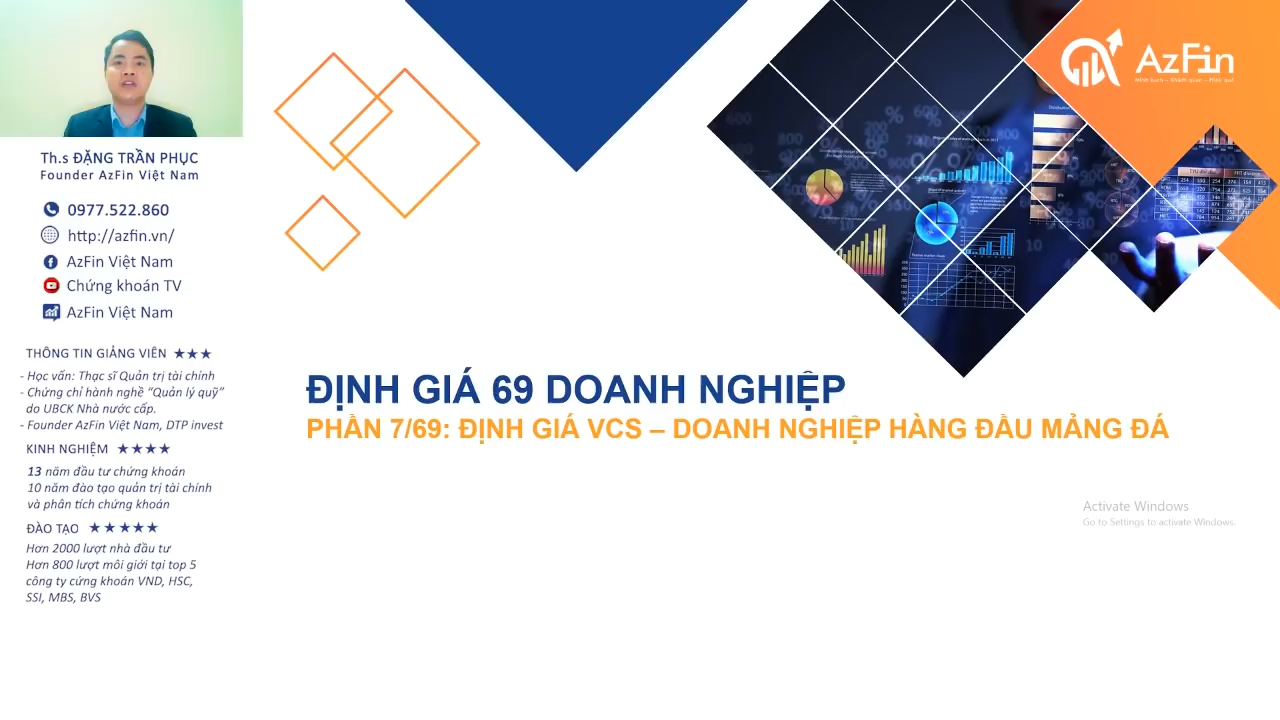 Th.s ĐẶNG TRẦN PHỤC
Founder AzFin Việt Nam
0977.522.860
http://azfin.vn/
AzFin Việt Nam
Chứng khoán TV
AzFin Việt Nam
THÔNG TIN GIẢNG VIÊN ★★★
- Học vấn: Thạc sĩ Quản trị tài chính
- Chứng chỉ hành nghề “Quản lý quỹ”
do UBCK Nhà nước cấp.
- Founder AzFin Việt Nam, DTP invest
KINH NGHIỆM ★★★★
13 năm đầu tư chứng khoán
10 năm đào tạo quản trị tài chính
và phân tích chứng khoán
ĐÀO TẠO ★★★★★
Hơn 2000 lượt nhà đầu tư
Hơn 800 lượt môi giới tại top 5
công ty cứng khoán VND, HSC,
SSI, MBS, BVS
AzFin
Minh bạch - Khách quan - Hiệu quả
ĐỊNH GIÁ 69 DOANH NGHIỆP
PHẦN 7/69: ĐỊNH GIÁ VCS – DOANH NGHIỆP HÀNG ĐẦU MẢNG ĐÁ
Activate Windows
Go to Settings to activate Windows.